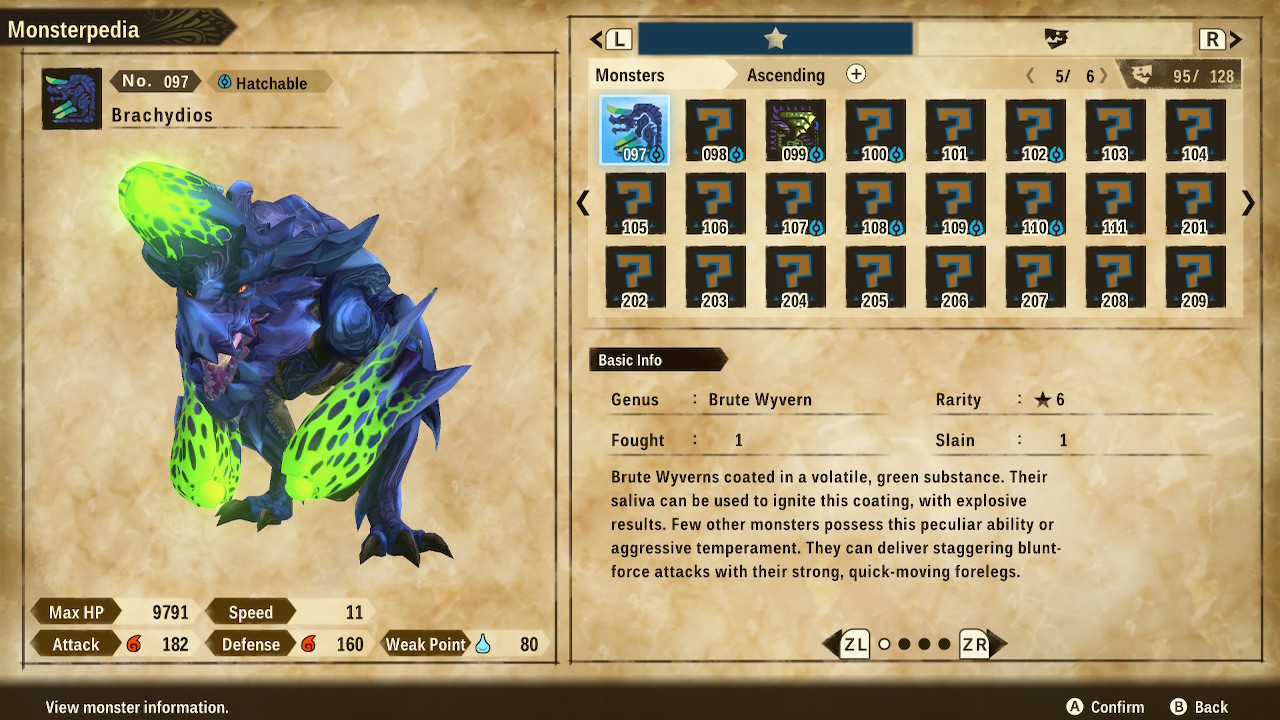 Monsterpedia
No. 097
Hatchable
Brachydios
L
R
Monsters
Ascending
5/ 6
95/ 128
097
098
099
100
101
102
103
104
105
106
107
108
109
110
111
201
202
203
204
205
206
207
208
209
Basic Info
Genus : Brute Wyvern
Rarity : ★ 6
Fought : 1
Slain : 1
Brute Wyverns coated in a volatile, green substance. Their
saliva can be used to ignite this coating, with explosive
results. Few other monsters possess this peculiar ability or
aggressive temperament. They can deliver staggering blunt-
force attacks with their strong, quick-moving forelegs.
Max HP 9791
Speed 11
Attack 182
Defense 160
Weak Point 80
ZL
ZR
View monster information.
A Confirm
B Back